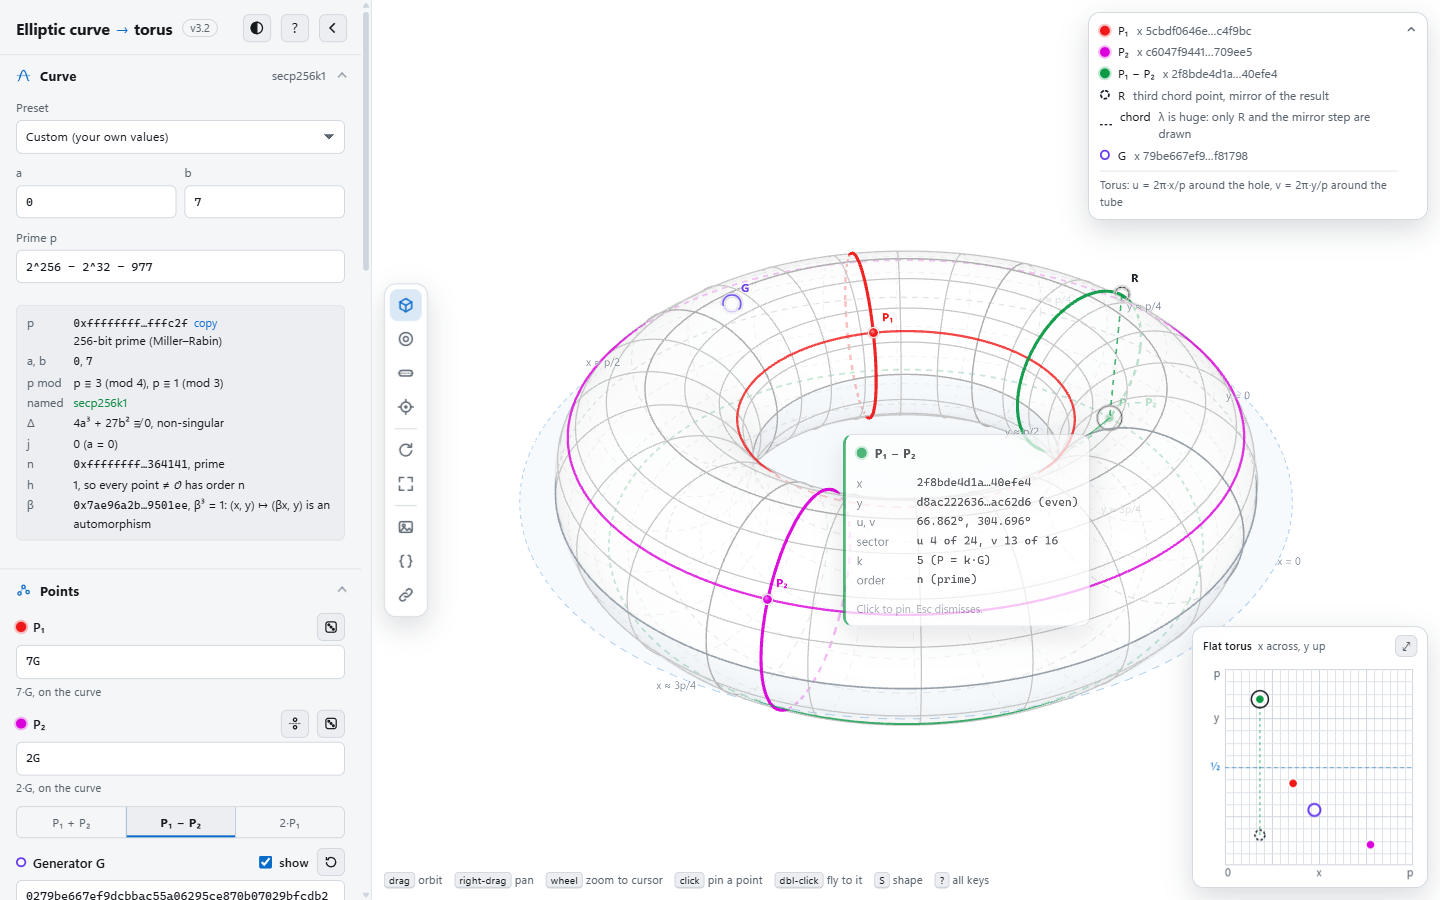 Elliptic curve → torus v3.2 ?
Curve secp256k1
Preset
Custom (your own values)
a b
0 7
Prime p
2^256 − 2^32 − 977
p 0xffffffff…fffc2f copy
256-bit prime (Miller–Rabin)
a, b 0, 7
p mod p ≡ 3 (mod 4), p ≡ 1 (mod 3)
named secp256k1
Δ 4a³ + 27b² ≢ 0, non-singular
j 0 (a = 0)
n 0xffffffff…364141, prime
h 1, so every point ≠ 𝒪 has order n
β 0x7ae96a2b…9501ee, β³ = 1: (x, y) ↦ (βx, y) is an
automorphism
Points
P₁
7G
7·G, on the curve
P₂
2G
2·G, on the curve
P₁ + P₂ P₁ − P₂ 2·P₁
Generator G show
0279be667ef9dcbbac55a06295ce870b07029bfcdb2
P₁ x 5cbdf0646e…c4f9bc
P₂ x c6047f9441…709ee5
P₁ − P₂ x 2f8bde4d1a…40efe4
R third chord point, mirror of the result
chord λ is huge: only R and the mirror step are
drawn
G x 79be667ef9…f81798
Torus: u = 2π·x/p around the hole, v = 2π·y/p around the
tube
R
G
y ≈ p/4
P₁
x ≈ p/2
y = 0
P₁ − P₂
y ≈ p/2
P₁ − P₂
x 2f8bde4d1a…40efe4
y d8ac222636…ac62d6 (even)
u, v 66.862°, 304.696°
sector u 4 of 24, v 13 of 16
k 5 (P = k·G)
order n (prime)
Click to pin. Esc dismisses.
y ≈ 3p/4
x = 0
P₂
x ≈ 3p/4
Flat torus x across, y up
p
y
½
0 x p
drag orbit right-drag pan wheel zoom to cursor click pin a point dbl-click fly to it S shape ? all keys